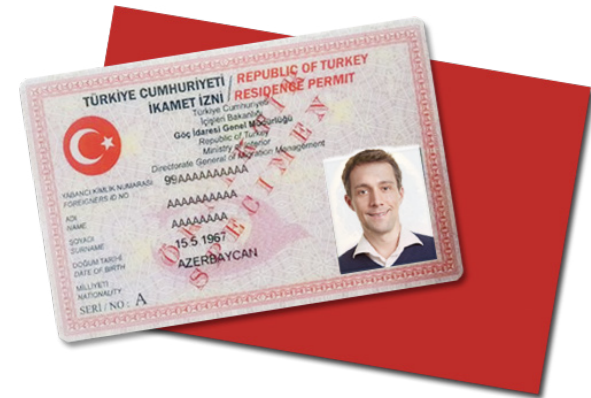 TÜRKİYE CUMHURİYETİ / REPUBLIC OF TURKEY
İKAMET İZNİ / RESIDENCE PERMIT
Türkiye Cumhuriyeti
İçişleri Bakanlığı
Göç İdaresi Genel Müdürlüğü
Republic of Turkey
Ministry of Interior
Directorate General of Migration Management
YABANCI KİMLİK NUMARASI
FOREIGNERS ID NO
99AAAAAAAAA
ADI
NAME
AAAAAAAAA
SOYADI
SURNAME
AAAAAAAA
DOĞUM TARİHİ
DATE OF BIRTH
15.5.1967
MİLLİYETİ
NATIONALITY
AZERBAYCAN
SERİ / NO : A
SPECIMEN